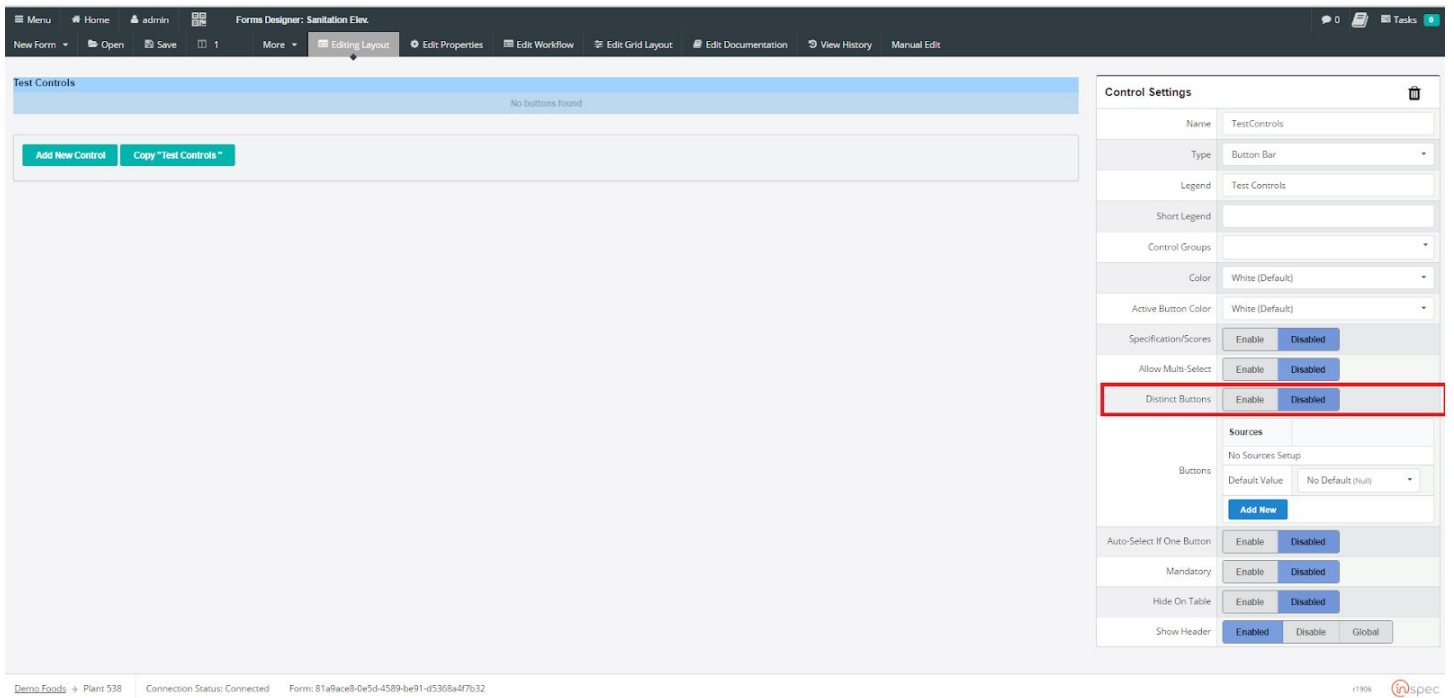 Menu Home admin Forms Designer: Sanitation Elev. 0 Tasks 0
New Form Open Save 1 More Editing Layout Edit Properties Edit Workflow Edit Grid Layout Edit Documentation View History Manual Edit
Test Controls
No buttons found
Add New Control Copy "Test Controls "
Control Settings
Name TestControls
Type Button Bar
Legend Test Controls
Short Legend
Control Groups
Color White (Default)
Active Button Color White (Default)
Specification/Scores Enable Disabled
Allow Multi-Select Enable Disabled
Distinct Buttons Enable Disabled
Sources
No Sources Setup
Buttons
Default Value No Default (Null)
Add New
Auto-Select If One Button Enable Disabled
Mandatory Enable Disabled
Hide On Table Enable Disabled
Show Header Enabled Disable Global
Demo Foods → Plant 538 Connection Status: Connected Form: 81a9ace8-0e5d-4589-be91-d5368a4f7b32 r1906 inspec